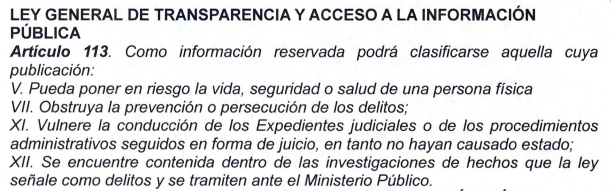 LEY GENERAL DE TRANSPARENCIA Y ACCESO A LA INFORMACIÓN
PÚBLICA
Artículo 113. Como información reservada podrá clasificarse aquella cuya
publicación:
V. Pueda poner en riesgo la vida, seguridad o salud de una persona física
VII. Obstruya la prevención o persecución de los delitos;
XI. Vulnere la conducción de los Expedientes judiciales o de los procedimientos
administrativos seguidos en forma de juicio, en tanto no hayan causado estado;
XII. Se encuentre contenida dentro de las investigaciones de hechos que la ley
señale como delitos y se tramiten ante el Ministerio Público.